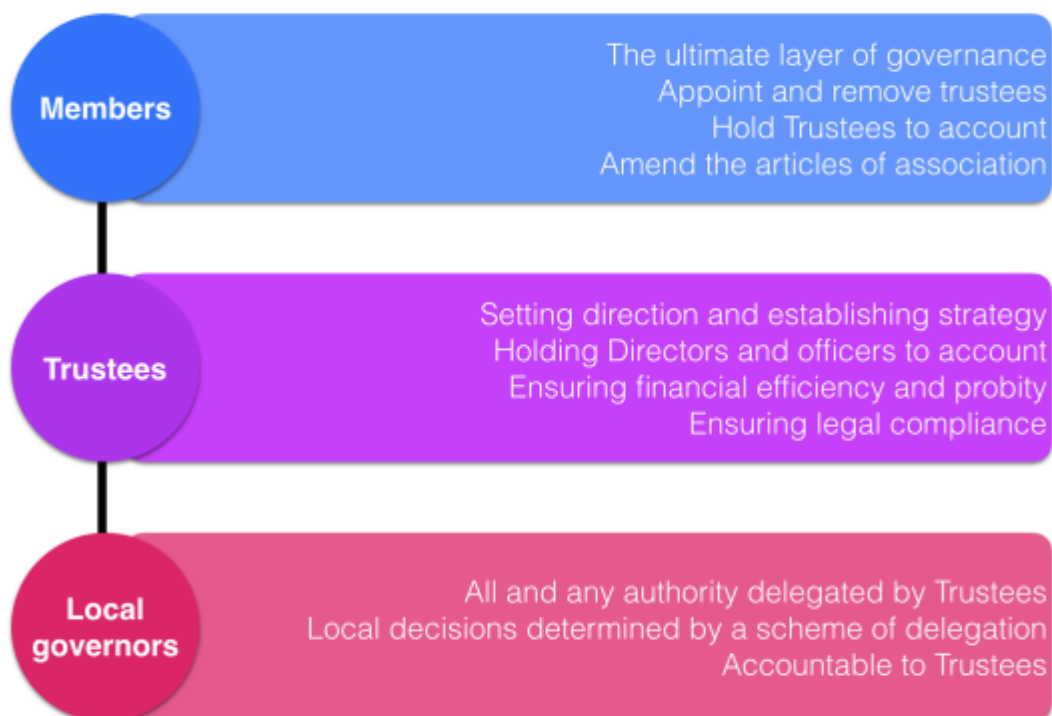 Members
The ultimate layer of governance
Appoint and remove trustees
Hold Trustees to account
Amend the articles of association
Trustees
Setting direction and establishing strategy
Holding Directors and officers to account
Ensuring financial efficiency and probity
Ensuring legal compliance
Local
governors
All and any authority delegated by Trustees
Local decisions determined by a scheme of delegation
Accountable to Trustees